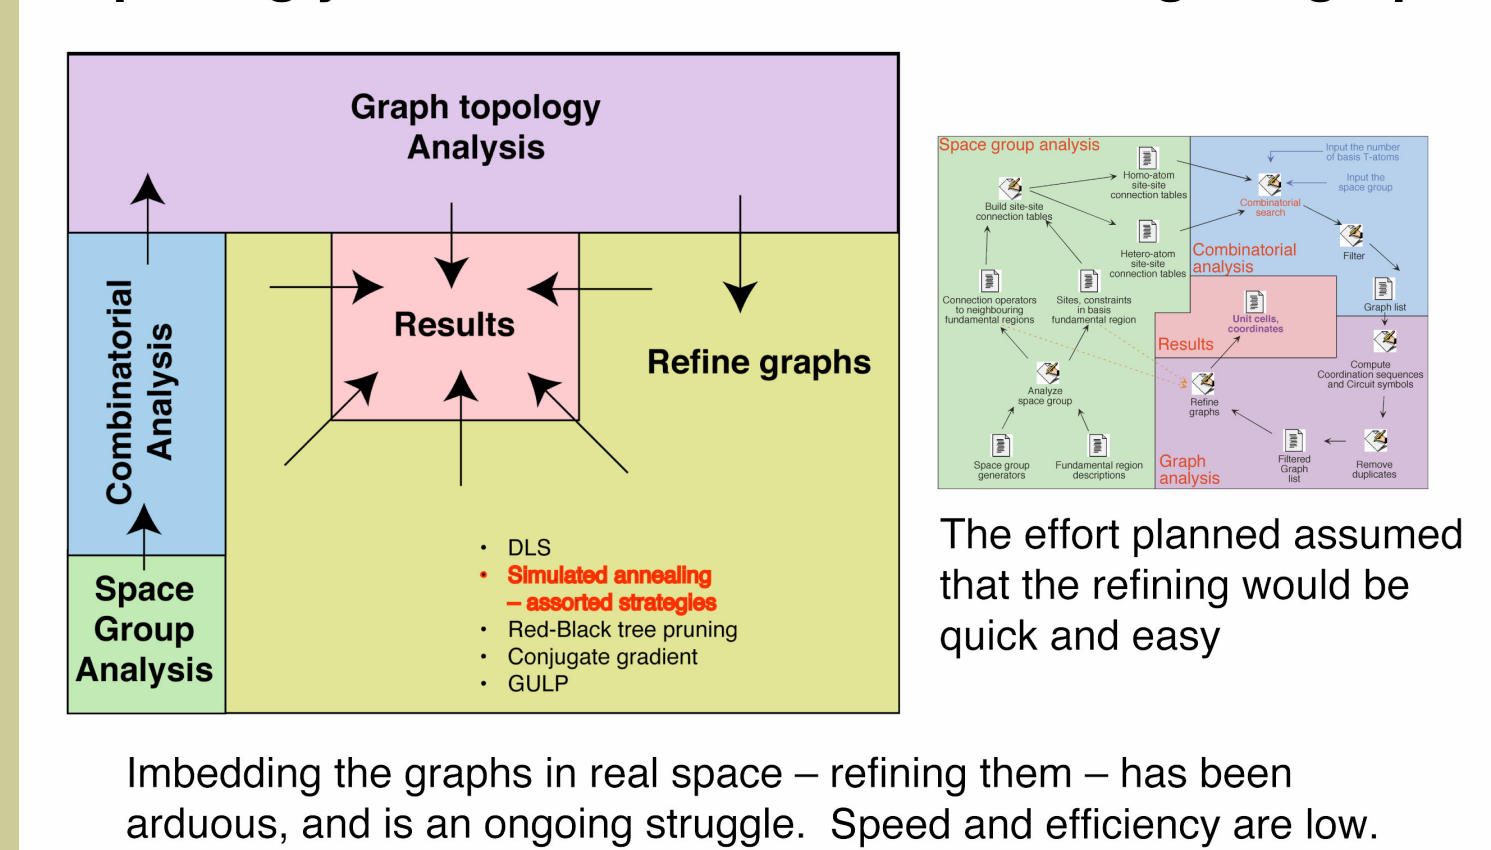 Graph topology
Analysis
Combinatorial
Analysis
Results
Refine graphs
Space
Group
Analysis
• DLS
• Simulated annealing
– assorted strategies
• Red-Black tree pruning
• Conjugate gradient
• GULP
Space group analysis
Homo-atom
site-site
connection tables
Build site-site
connection tables
Hetero-atom
site-site
connection tables
Connection operators
to neighbouring
fundamental regions
Sites, constraints
in basis
fundamental region
Analyze
space group
Space group
generators
Fundamental region
descriptions
Input the number
of basis T-atoms
Input the
space group
Combinatorial
search
Filter
Combinatorial
analysis
Graph list
Unit cells,
coordinates
Results
Compute
Coordination sequences
and Circuit symbols
Refine
graphs
Filtered
Graph
list
Remove
duplicates
Graph
analysis
The effort planned assumed
that the refining would be
quick and easy
Imbedding the graphs in real space – refining them – has been
arduous, and is an ongoing struggle.  Speed and efficiency are low.